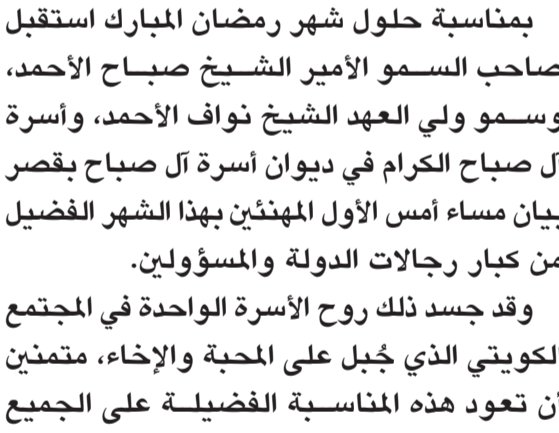 بمناسبة حلول شهر رمضان المبارك استقبل
صاحب السمو الأمير الشيخ صباح الأحمد،
وسمو ولي العهد الشيخ نواف الأحمد، وأسرة
آل صباح الكرام في ديوان أسرة آل صباح بقصر
بيان مساء أمس الأول المهنئين بهذا الشهر الفضيل
من كبار رجالات الدولة والمسؤولين.
وقد جسد ذلك روح الأسرة الواحدة في المجتمع
الكويتي الذي جُبل على المحبة والإخاء، متمنين
أن تعود هذه المناسبة الفضيلة على الجميع